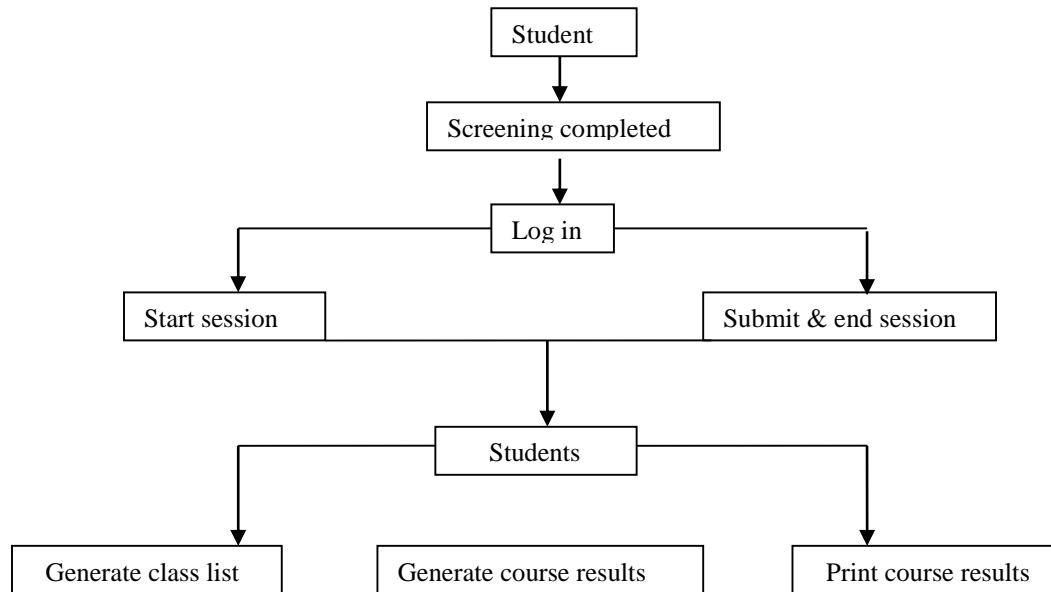 Student
Screening completed
Log in
Start session
Submit & end session
Students
Generate class list
Generate course results
Print course results